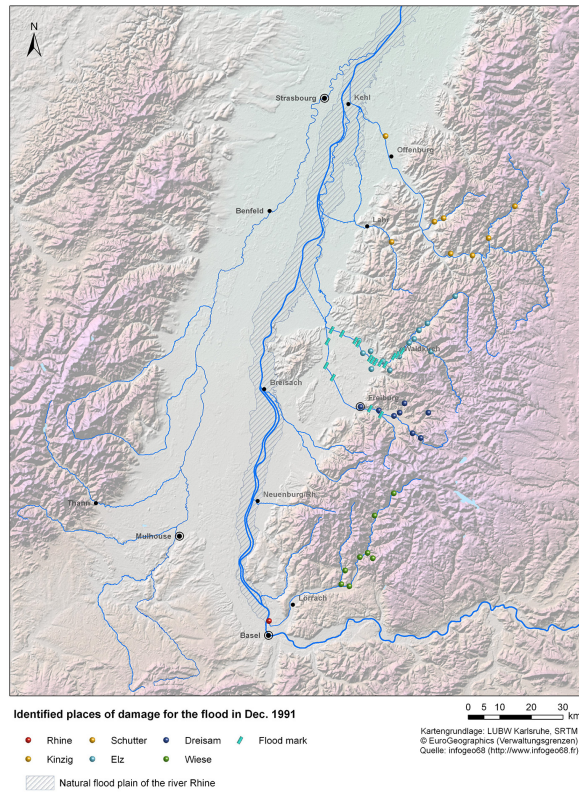 N
Strasbourg
Kehl
Offenburg
Benfeld
Lahr
Waldkirch
Breisach
Freiburg
Neuenburg/Rh.
Thann
Mulhouse
Lörrach
Basel
Identified places of damage for the flood in Dec. 1991
Rhine Schutter Dreisam Flood mark
Kinzig Elz Wiese
Natural flood plain of the river Rhine
0 5 10 20 30
km
Kartengrundlage: LUBW Karlsruhe, SRTM
© EuroGeographics (Verwaltungsgrenzen)
Quelle: infogeo68 (http://www.infogeo68.fr)